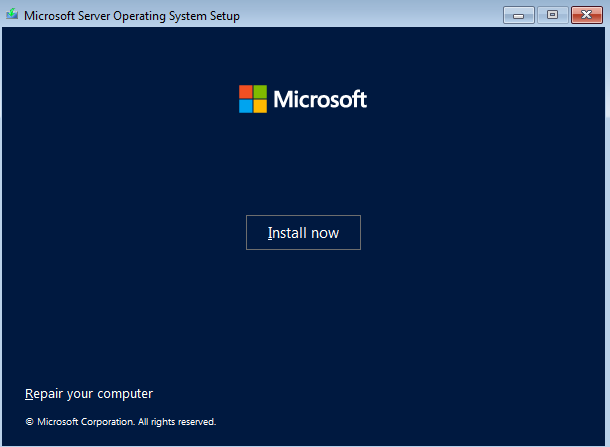 Microsoft Server Operating System Setup
Microsoft
Install now
Repair your computer
© Microsoft Corporation. All rights reserved.